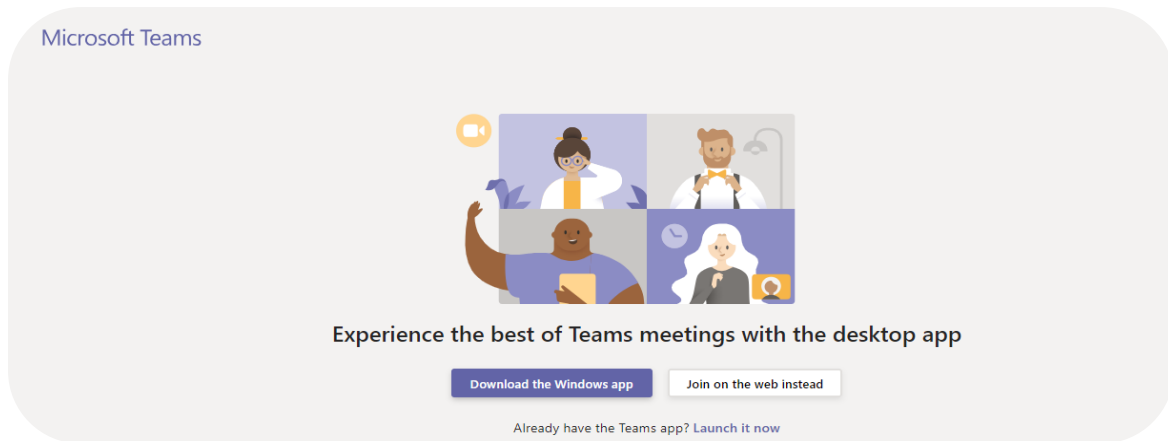 Microsoft Teams
Experience the best of Teams meetings with the desktop app
Download the Windows app
Join on the web instead
Already have the Teams app? Launch it now